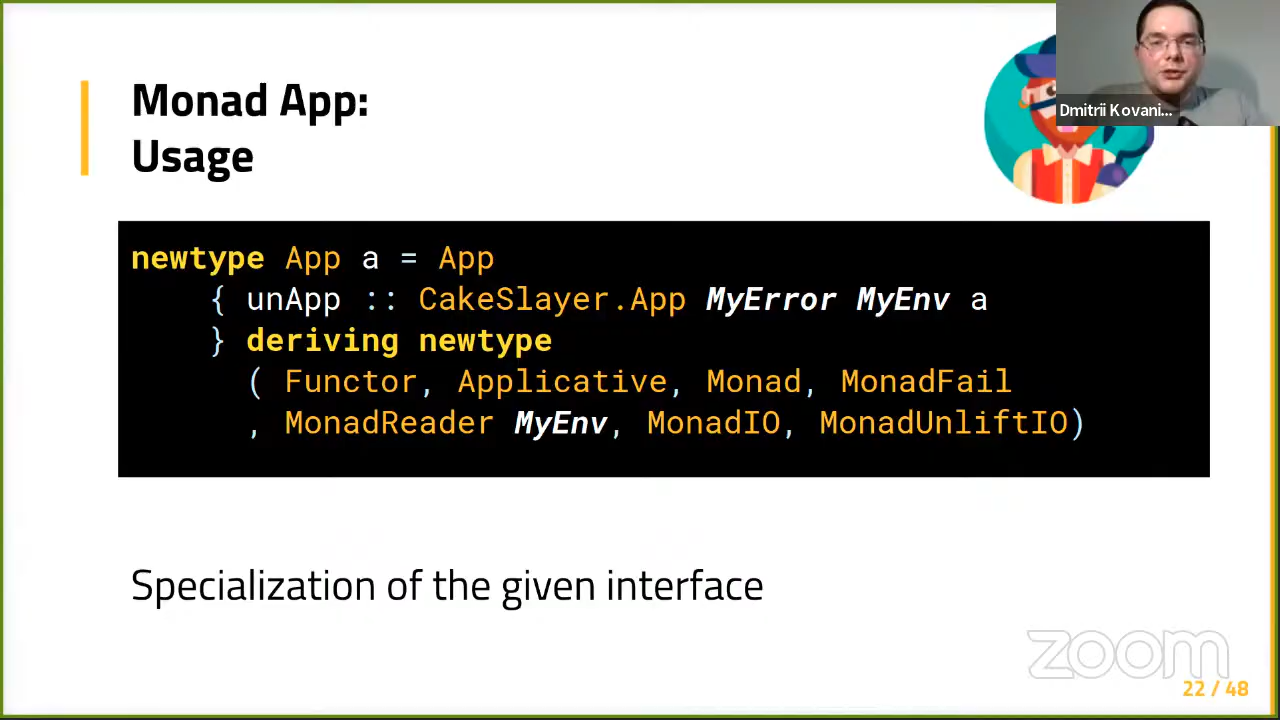 Monad App:
Usage
Dmitrii Kovani...
newtype App a = App
{ unApp :: CakeSlayer.App MyError MyEnv a
} deriving newtype
( Functor, Applicative, Monad, MonadFail
, MonadReader MyEnv, MonadIO, MonadUnliftIO)
Specialization of the given interface
zoom
22 / 48